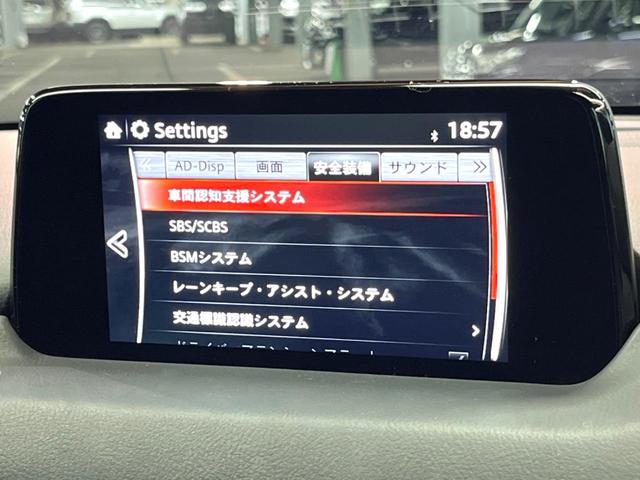 Settings 18:57
AD-Disp 画面 安全装備 サウンド
車間認知支援システム
SBS/SCBS
BSMシステム
レーンキープ・アシスト・システム
交通標識認識システム